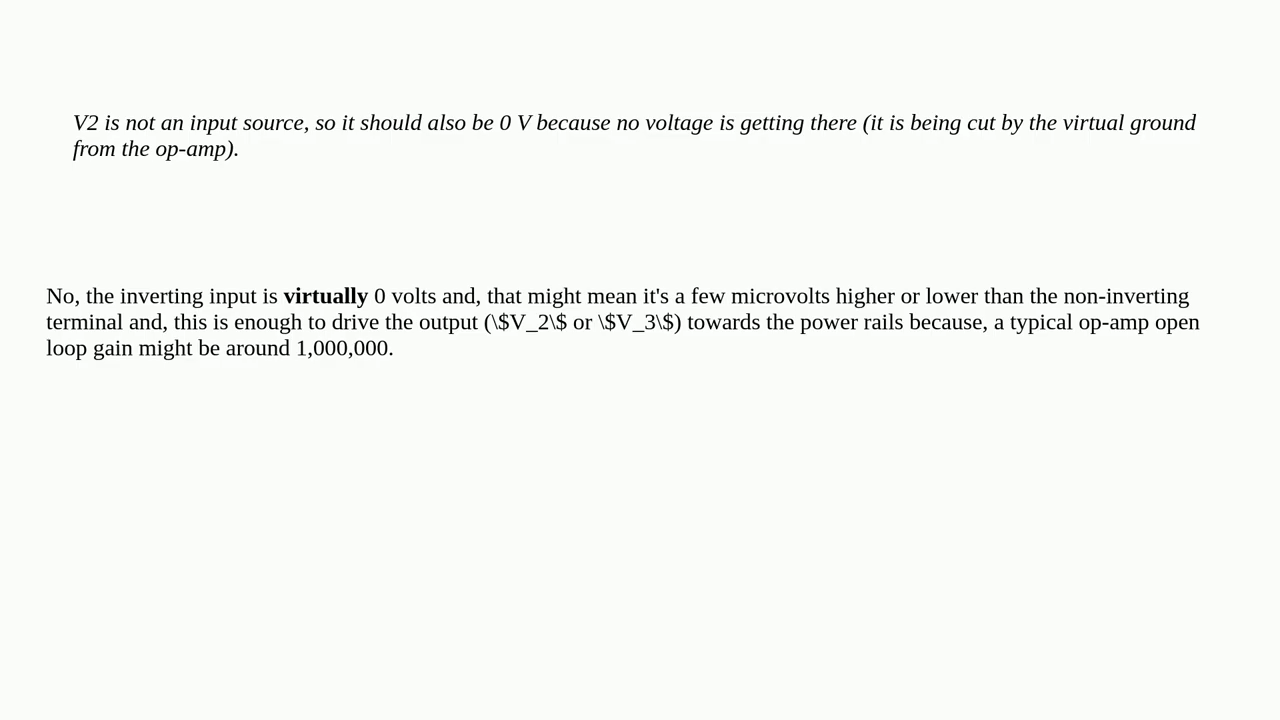 V2 is not an input source, so it should also be 0 V because no voltage is getting there (it is being cut by the virtual ground
from the op-amp).
No, the inverting input is virtually 0 volts and, that might mean it's a few microvolts higher or lower than the non-inverting
terminal and, this is enough to drive the output (\$V_2\$ or \$V_3\$) towards the power rails because, a typical op-amp open
loop gain might be around 1,000,000.